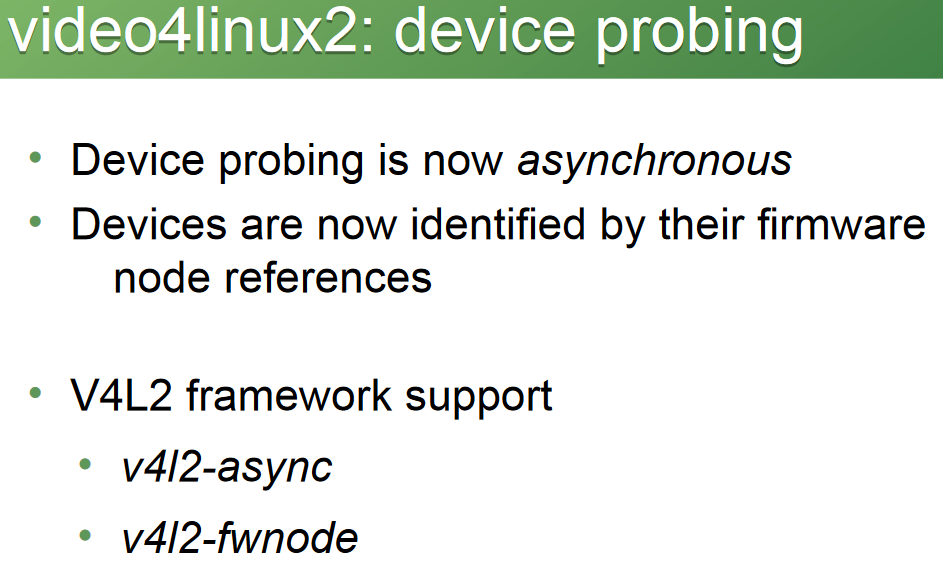 video4linux2: device probing
• Device probing is now asynchronous
• Devices are now identified by their firmware
node references
• V4L2 framework support
• v4l2-async
• v4l2-fwnode